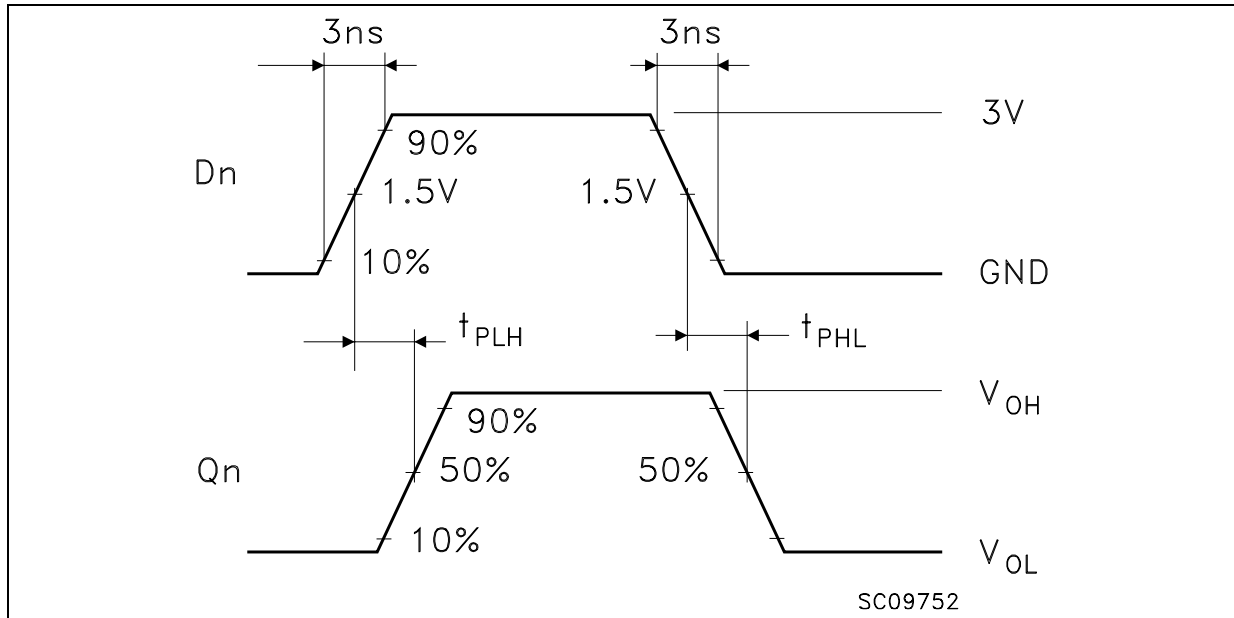 3ns 3ns
3V
90%
Dn
1.5V 1.5V
10%
GND
tPLH tPHL
VOH
90%
Qn 50% 50%
10%
VOL
SC09752